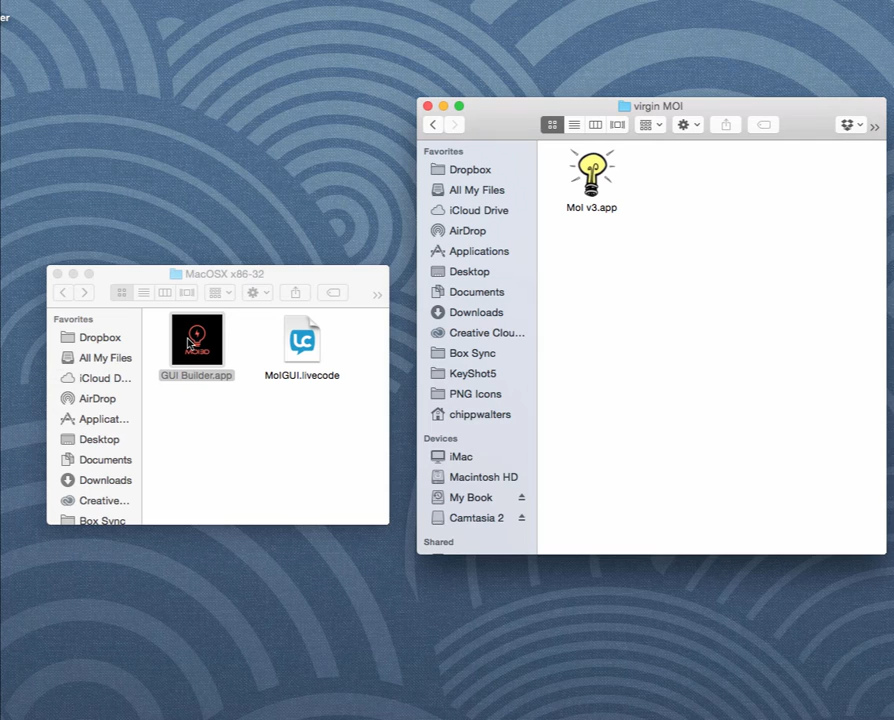 er
virgin MOI
Favorites
Dropbox
All My Files
iCloud Drive
AirDrop
Applications
Desktop
Documents
Downloads
Creative Clou...
Box Sync
KeyShot5
PNG Icons
chippwalters
Devices
iMac
Macintosh HD
My Book
Camtasia 2
Shared
MoI v3.app
MacOSX x86-32
Favorites
Dropbox
All My Files
iCloud D...
AirDrop
Applicat...
Desktop
Documents
Downloads
Creative...
Box Sync
MOI3D
GUI Builder.app
LC
MoIGUI.livecode